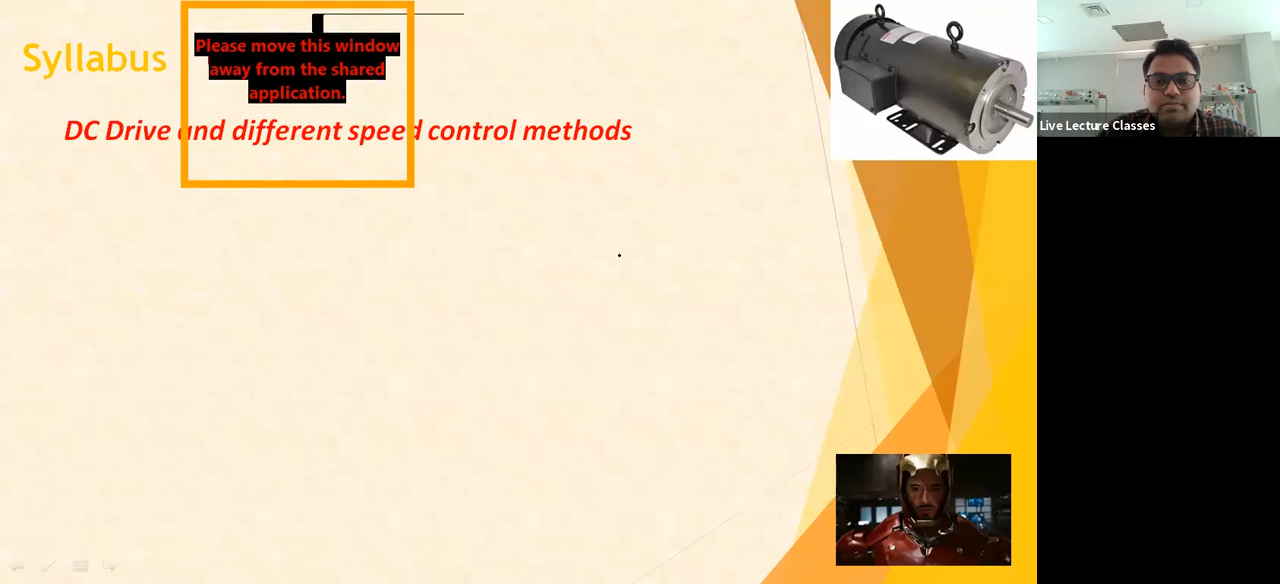 Syllabus
Please move this window
away from the shared
application.
DC Drive and different speed control methods
Live Lecture Classes